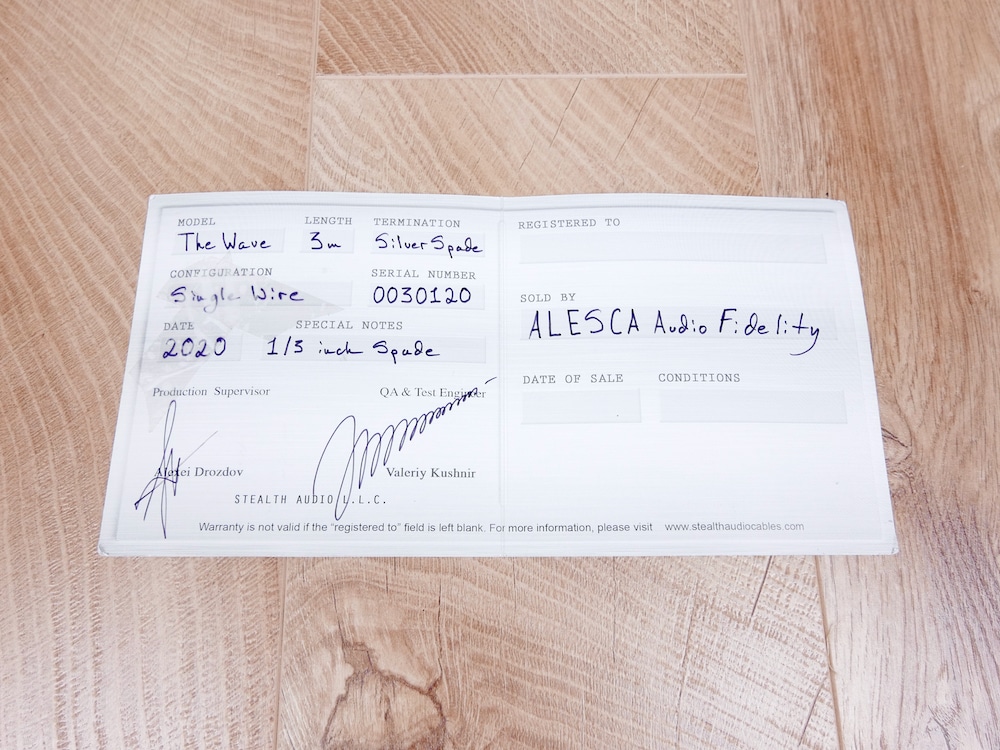 MODEL LENGTH TERMINATION
The Wave 3m Silver Spade
CONFIGURATION SERIAL NUMBER
Single Wire 0030120
DATE SPECIAL NOTES
2020 1/3 inch Spade
Production Supervisor QA & Test Engineer
Alexei Drozdov Valeriy Kushnir
STEALTH AUDIO L.L.C.
REGISTERED TO
SOLD BY
ALESCA Audio Fidelity
DATE OF SALE CONDITIONS
Warranty is not valid if the “registered to” field is left blank. For more information, please visit www.stealthaudiocables.com